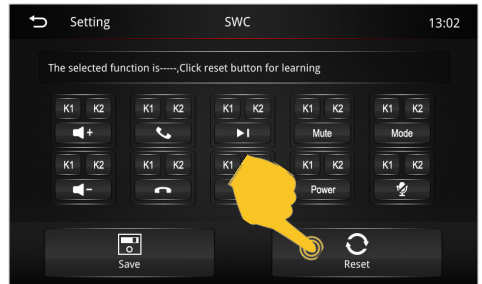 Setting SWC 13:02
The selected function is-----,Click reset button for learning
K1 K2 K1 K2 K1 K2 K1 K2 K1 K2
+ Mute Mode
K1 K2 K1 K2 K1 K1 K2 K1 K2
- Power
Save Reset